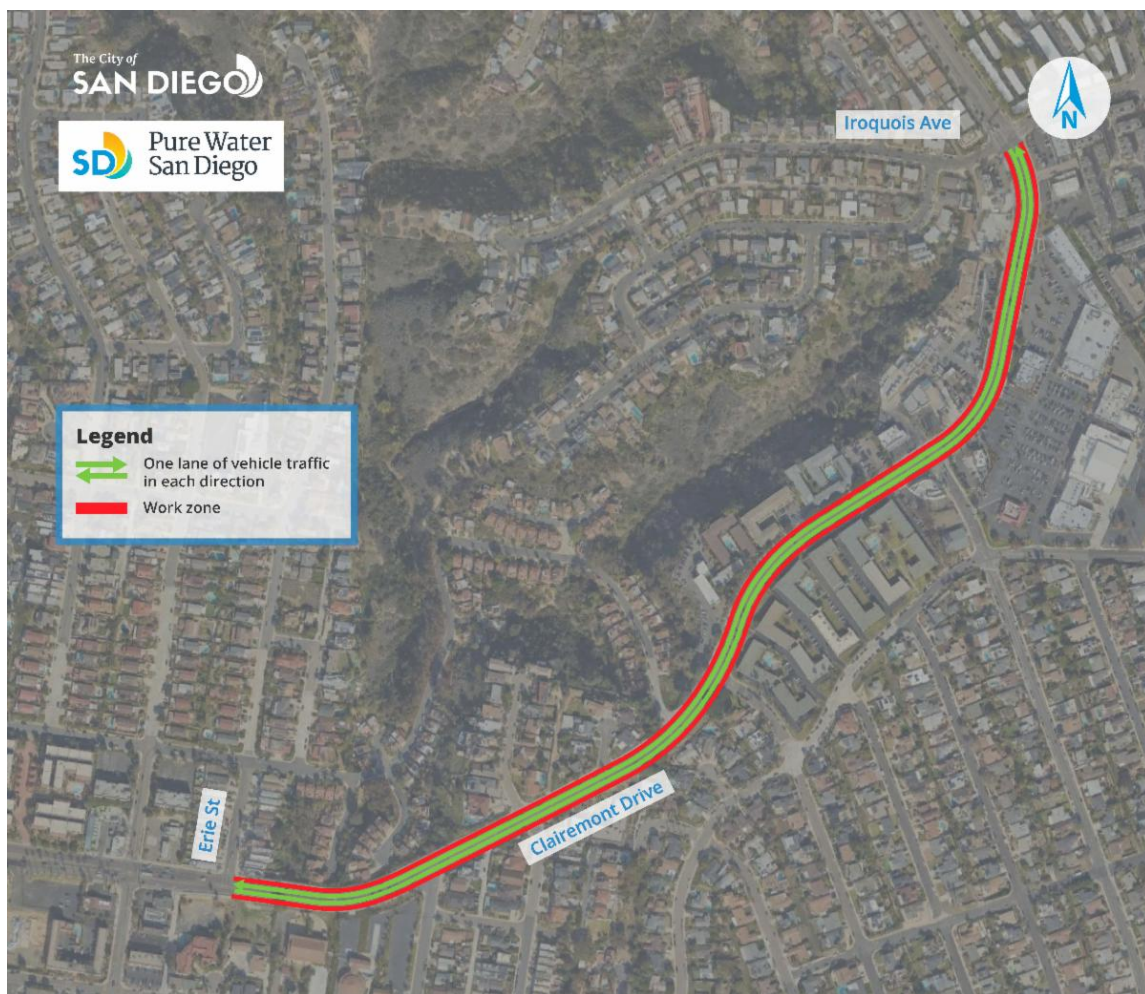 The City of
SAN DIEGO
SD
Pure Water
San Diego
Iroquois Ave
N
Legend
One lane of vehicle traffic
in each direction
Work zone
Erie St
Clairemont Drive